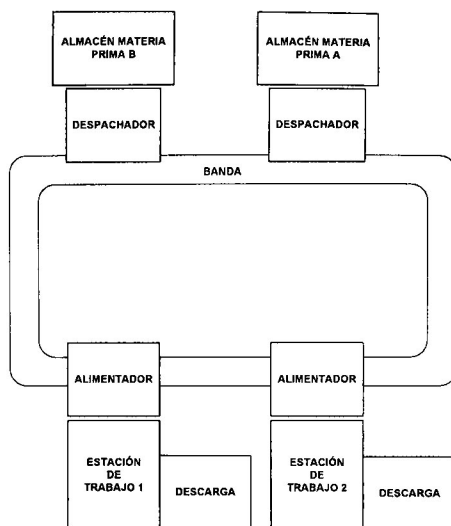 ALMACÉN MATERIA
PRIMA B
ALMACÉN MATERIA
PRIMA A
DESPACHADOR
DESPACHADOR
BANDA
ALIMENTADOR
ALIMENTADOR
ESTACIÓN
DE
TRABAJO 1
DESCARGA
ESTACIÓN
DE
TRABAJO 2
DESCARGA